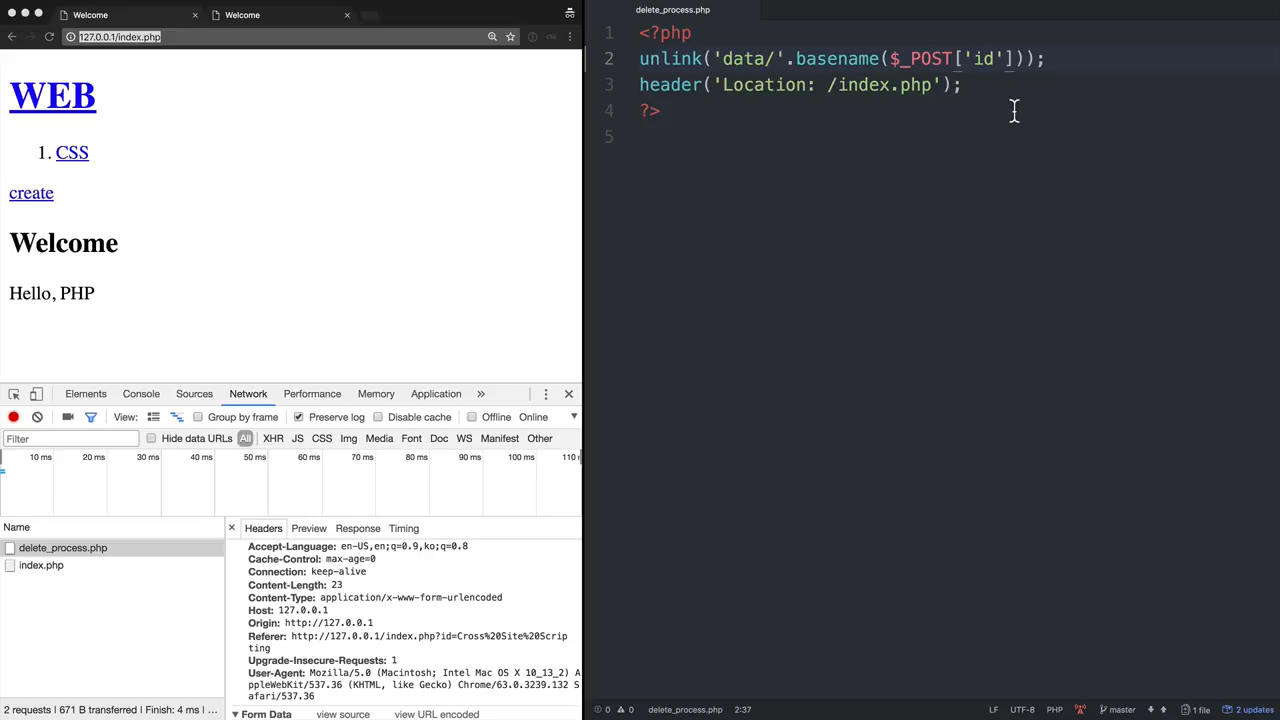 Welcome × Welcome ×
127.0.0.1/index.php
WEB
1. CSS
create
Welcome
Hello, PHP
Elements Console Sources Network Performance Memory Application »
View: Group by frame Preserve log Disable cache Offline Online
Filter Hide data URLs All XHR JS CSS Img Media Font Doc WS Manifest Other
10 ms 20 ms 30 ms 40 ms 50 ms 60 ms 70 ms 80 ms 90 ms 100 ms 110
Name
delete_process.php
index.php
× Headers Preview Response Timing
Accept-Language: en-US,en;q=0.9,ko;q=0.8
Cache-Control: max-age=0
Connection: keep-alive
Content-Length: 23
Content-Type: application/x-www-form-urlencoded
Host: 127.0.0.1
Origin: http://127.0.0.1
Referer: http://127.0.0.1/index.php?id=Cross%20Site%20Scrip
ting
Upgrade-Insecure-Requests: 1
User-Agent: Mozilla/5.0 (Macintosh; Intel Mac OS X 10_13_2) A
ppleWebKit/537.36 (KHTML, like Gecko) Chrome/63.0.3239.132 S
afari/537.36
Form Data view source view URL encoded
2 requests | 671 B transferred | Finish: 4 ms | ...
delete_process.php
1 <?php
2 unlink('data/'.basename($_POST['id']));
3 header('Location: /index.php');
4 ?>
5
0 0 delete_process.php 2:37 LF UTF-8 PHP master 1 file 2 updates